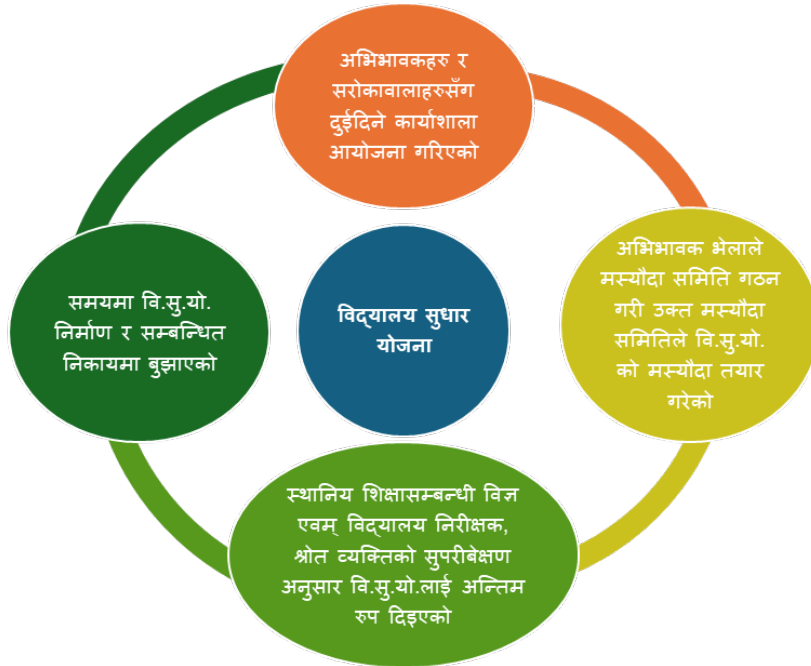 अभिभावकहरु र
सरोकावालाहरुसँग
दुईदिने कार्याशाला
आयोजना गरिएको
अभिभावक भेलाले
मस्यौदा समिति गठन
गरी उक्त मस्यौदा
समितिले वि.सु.यो.
को मस्यौदा तयार
गरेको
स्थानिय शिक्षासम्बन्धी विज्ञ
एवम् विद्यालय निरीक्षक,
श्रोत व्यक्तिको सुपरीबेक्षण
अनुसार वि.सु.यो.लाई अन्तिम
रुप दिइएको
समयमा वि.सु.यो.
निर्माण र सम्बन्धित
निकायमा बुझाएको
विद्यालय सुधार
योजना